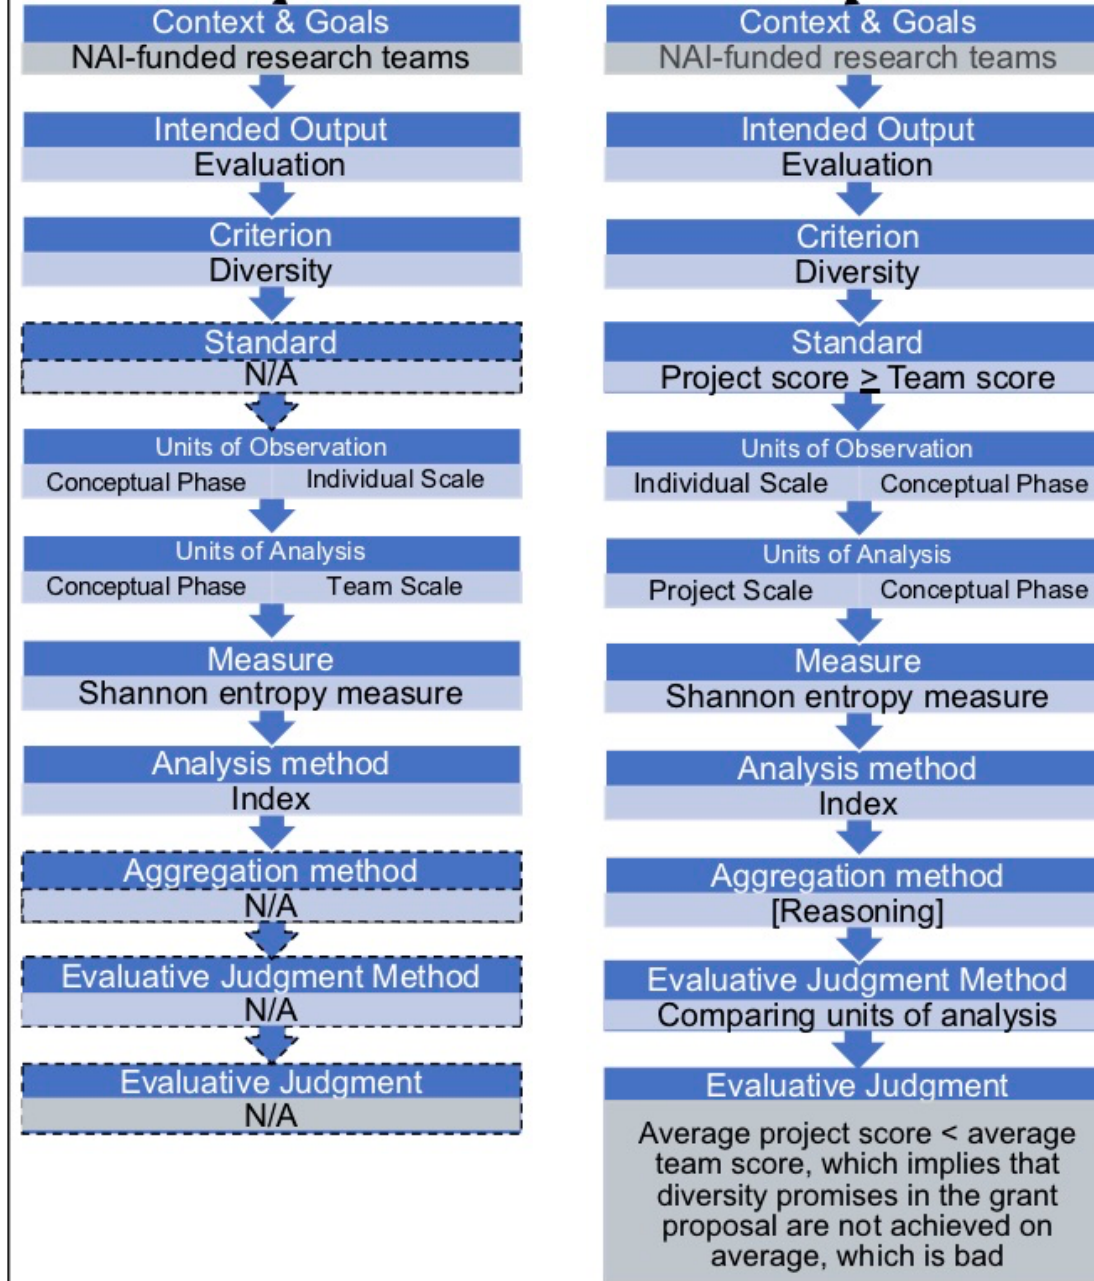 Context & Goals
NAI-funded research teams
Intended Output
Evaluation
Criterion
Diversity
Standard
N/A
Units of Observation
Conceptual Phase Individual Scale
Units of Analysis
Conceptual Phase Team Scale
Measure
Shannon entropy measure
Analysis method
Index
Aggregation method
N/A
Evaluative Judgment Method
N/A
Evaluative Judgment
N/A
Context & Goals
NAI-funded research teams
Intended Output
Evaluation
Criterion
Diversity
Standard
Project score ≥ Team score
Units of Observation
Individual Scale Conceptual Phase
Units of Analysis
Project Scale Conceptual Phase
Measure
Shannon entropy measure
Analysis method
Index
Aggregation method
[Reasoning]
Evaluative Judgment Method
Comparing units of analysis
Evaluative Judgment
Average project score < average
team score, which implies that
diversity promises in the grant
proposal are not achieved on
average, which is bad